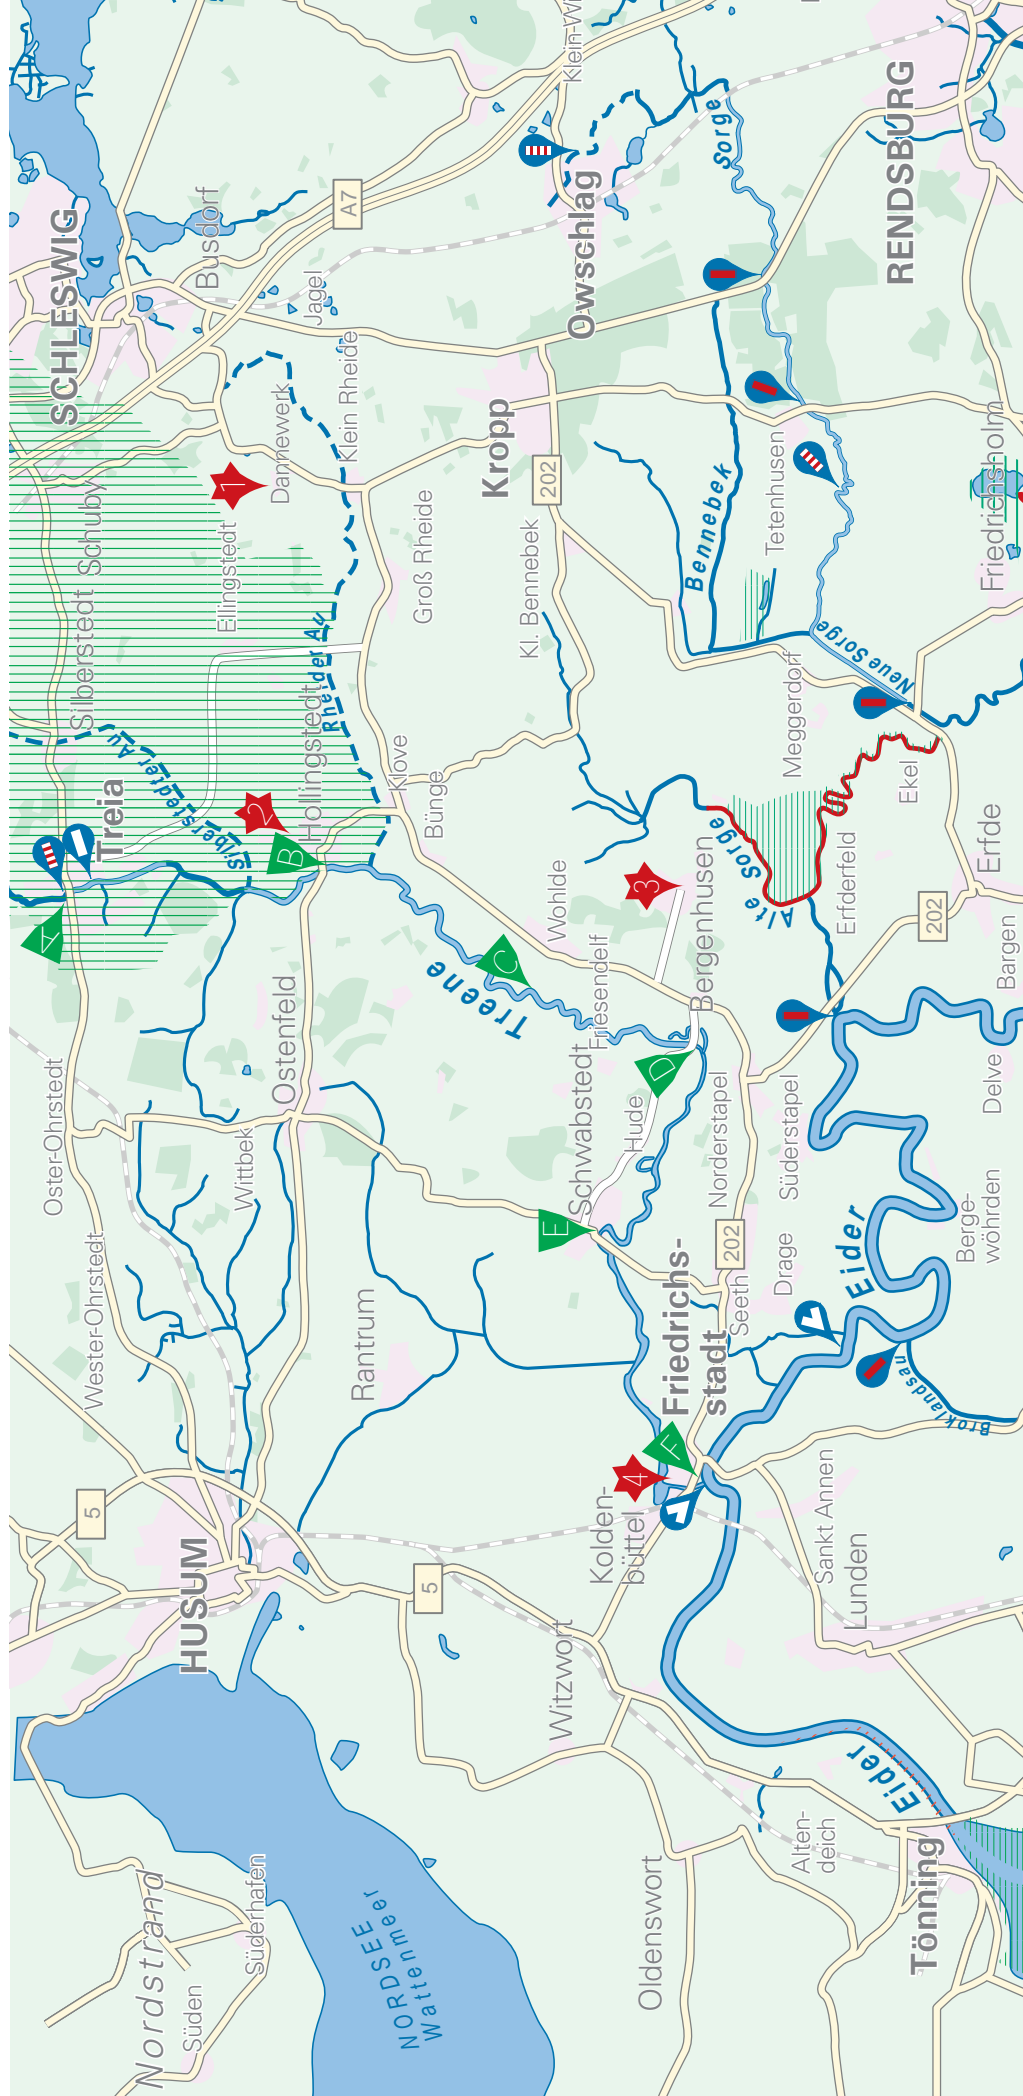 SCHLESWIG
Busdorf
A7
Jagel
Klein Rheide
Dannewerk
1
Ellingstedt
Schuby
Silberstedt
Treia
Silberstedter Au
Rheider Au
2
Hollingstedt
A
B
Klein-Wi
Owschlag
Sorge
RENDSBURG
Kropp
202
Groß Rheide
Kl. Bennebek
Bennebek
Tetenhusen
Friedrichsholm
Neue Sorge
Meggerdorf
Klove
Bünge
Ekel
Erfde
Alte Sorge
Erfderfeld
202
Bargen
3
Bergenhusen
Wohlde
Friesendelf
C
Treene
D
Ostenfeld
Oster-Ohrstedt
Wittbek
Wester-Ohrstedt
Schwabstedt
Hude
Norderstapel
Süderstapel
Delve
E
202
Seeth
Drage
Eider
Berge-
wöhrden
Friedrichs-
stadt
Rantrum
Broklandsau
F
4
Kolden-
büttel
Sankt Annen
Lunden
5
HUSUM
5
Witzwort
Eider
Alten-
deich
Tönning
Oldenswort
Nordstrand
Süderhafen
Süden
NORDSEE
Wattenmeer